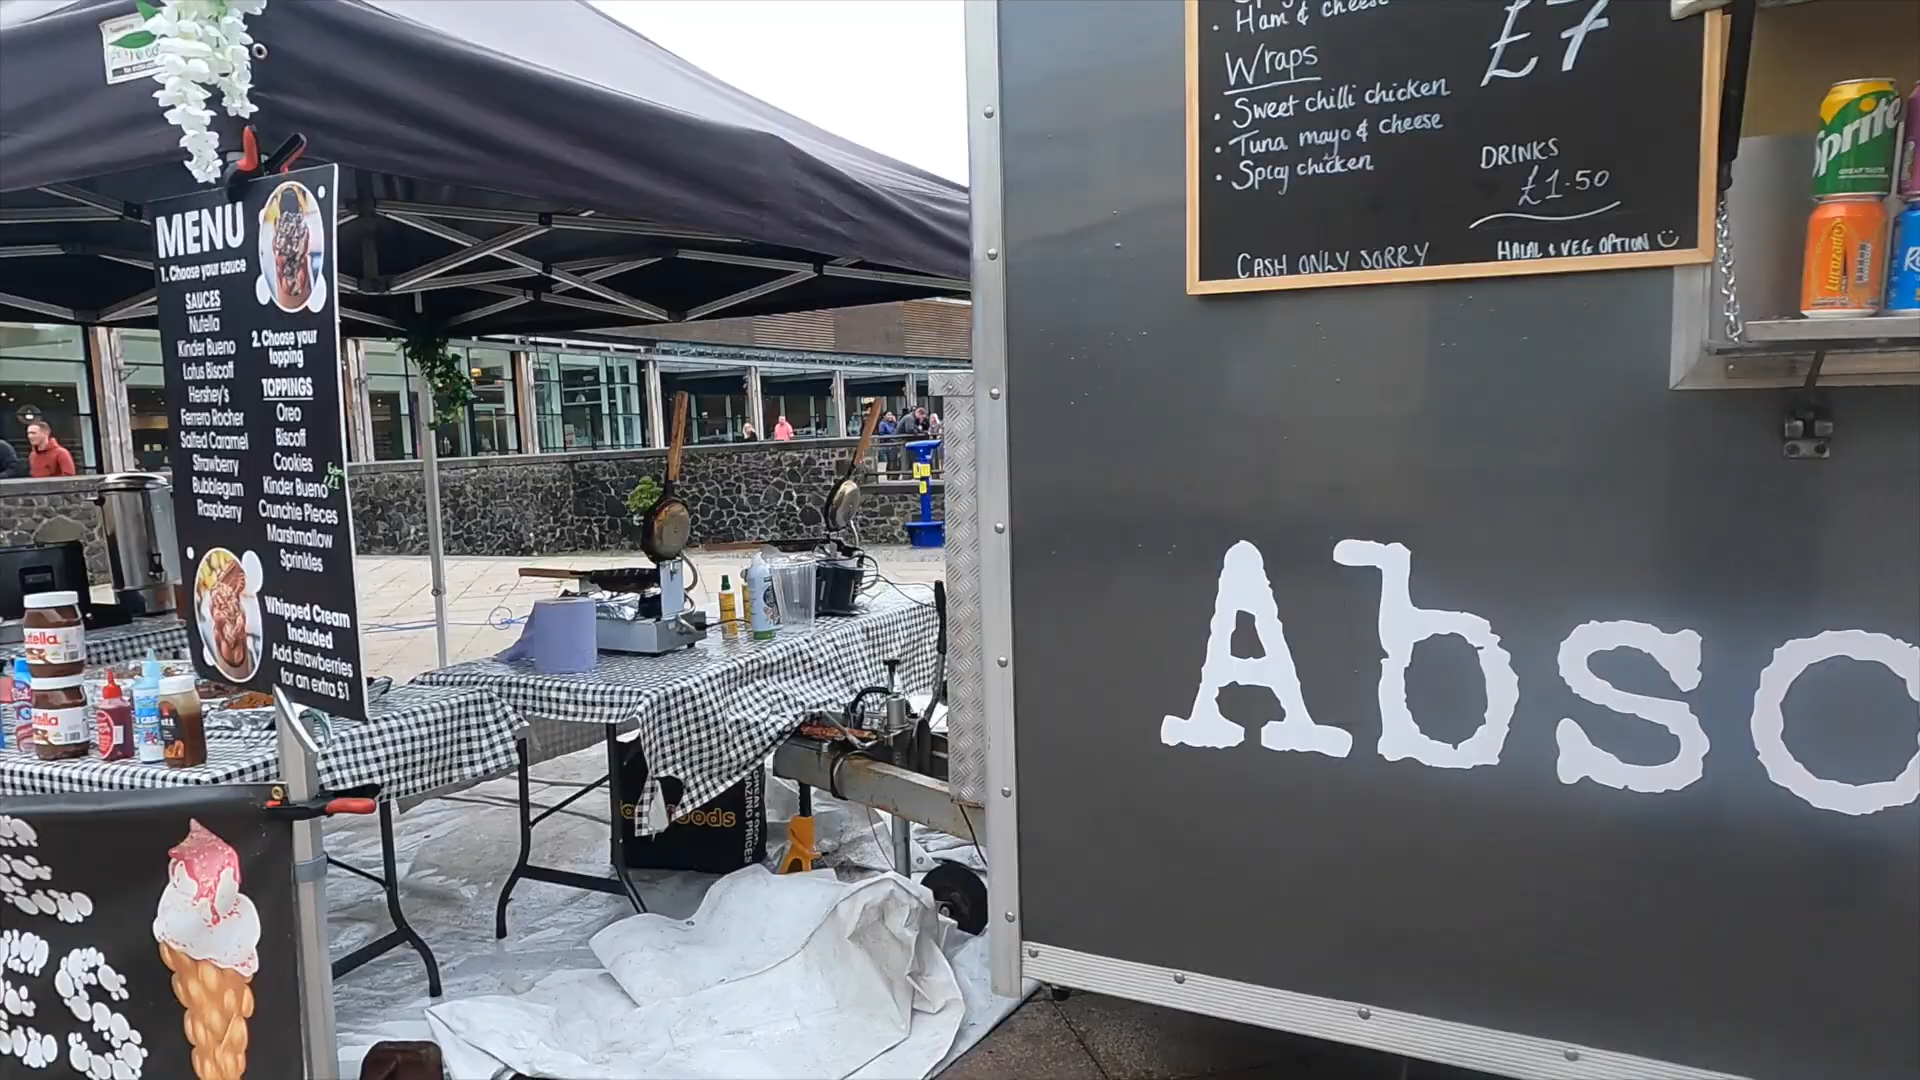 MENU
1. Choose your sauce
SAUCES
Nutella
Kinder Bueno
Lotus Biscoff
Hershey's
Ferrero Rocher
Salted Caramel
Strawberry
Bubblegum
Raspberry
2. Choose your
topping
TOPPINGS
Oreo
Biscoff
Cookies
Kinder Bueno
Crunchie Pieces
Marshmallow
Sprinkles
Whipped Cream
Included
Add strawberries
for an extra £1
Ham & cheese
Wraps
Sweet chilli chicken
Tuna mayo & cheese
Spicy chicken
£7
DRINKS
£1.50
CASH ONLY SORRY
HALAL & VEG OPTION
Sprite
Lucozade
Abso
nutella
nutella